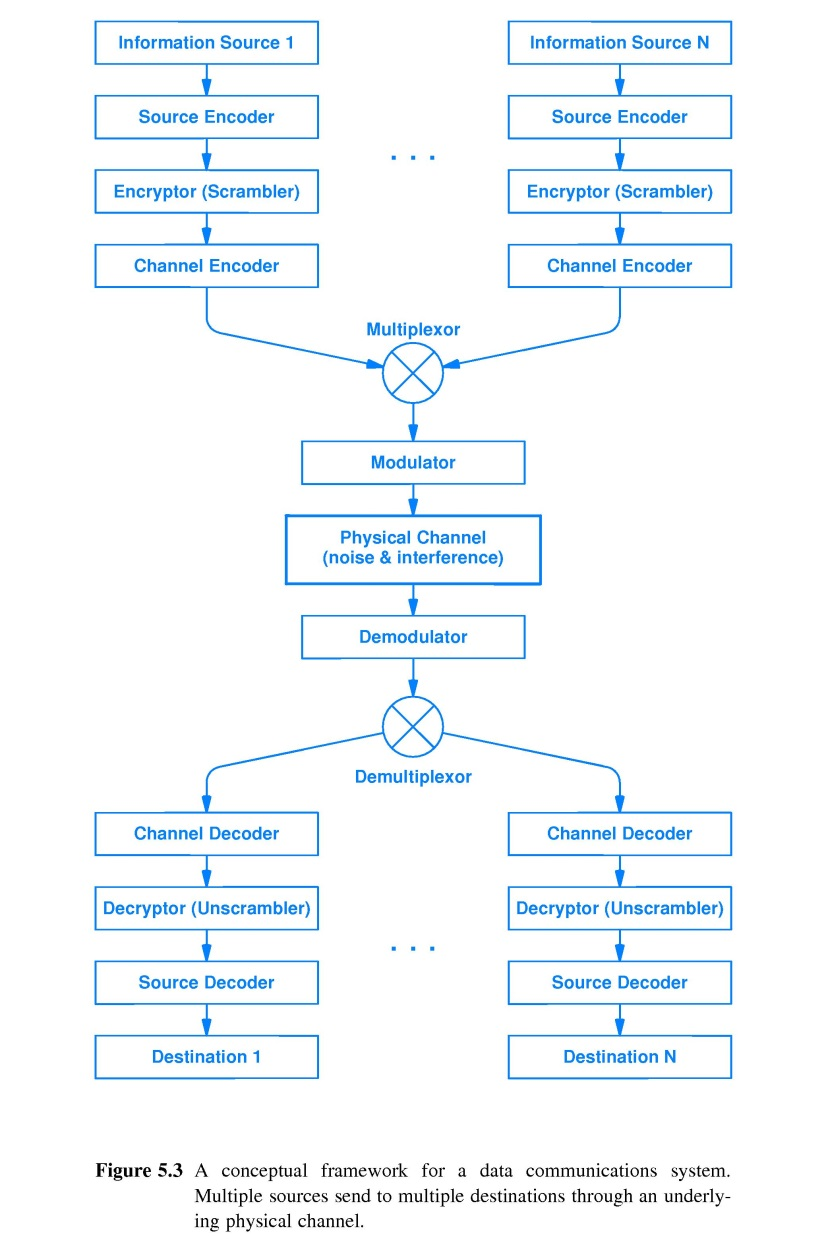 Information Source 1
Information Source N
Source Encoder
Source Encoder
. . .
Encryptor (Scrambler)
Encryptor (Scrambler)
Channel Encoder
Channel Encoder
Multiplexor
Modulator
Physical Channel
(noise & interference)
Demodulator
Demultiplexor
Channel Decoder
Channel Decoder
Decryptor (Unscrambler)
Decryptor (Unscrambler)
. . .
Source Decoder
Source Decoder
Destination 1
Destination N
Figure 5.3 A conceptual framework for a data communications system.
Multiple sources send to multiple destinations through an underly-
ing physical channel.